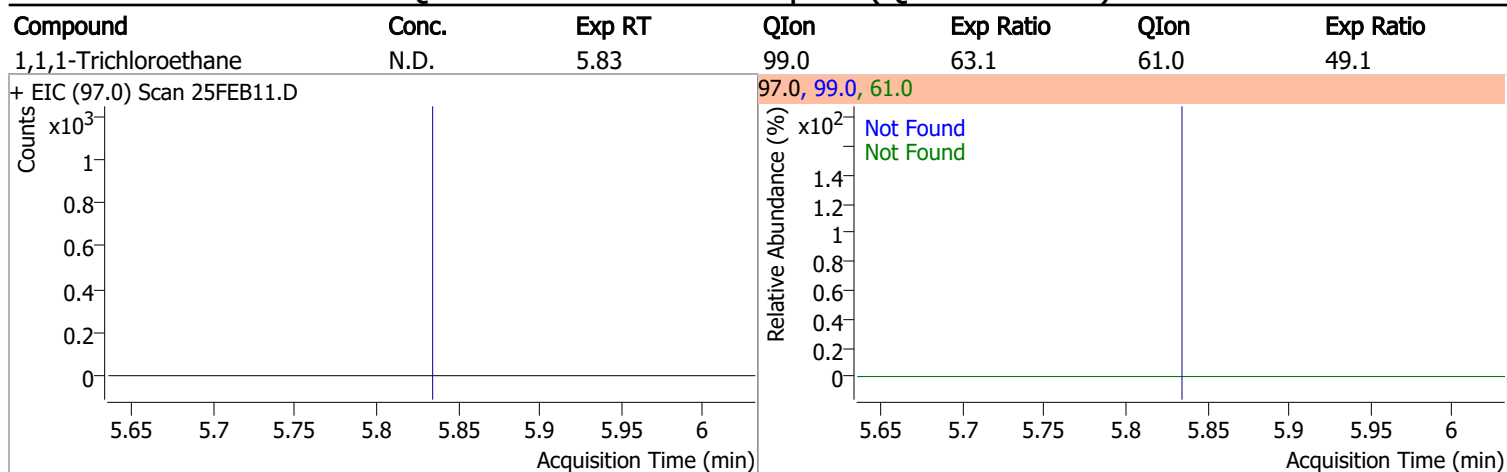 Compound Conc. Exp RT QIon Exp Ratio QIon Exp Ratio
1,1,1-Trichloroethane N.D. 5.83 99.0 63.1 61.0 49.1
+ EIC (97.0) Scan 25FEB11.D
Counts
x10³
1
0.8
0.6
0.4
0.2
0
5.65 5.7 5.75 5.8 5.85 5.9 5.95 6
Acquisition Time (min)
97.0, 99.0, 61.0
Relative Abundance (%)
x10²
Not Found
Not Found
1.4
1.2
1
0.8
0.6
0.4
0.2
0
5.65 5.7 5.75 5.8 5.85 5.9 5.95 6
Acquisition Time (min)